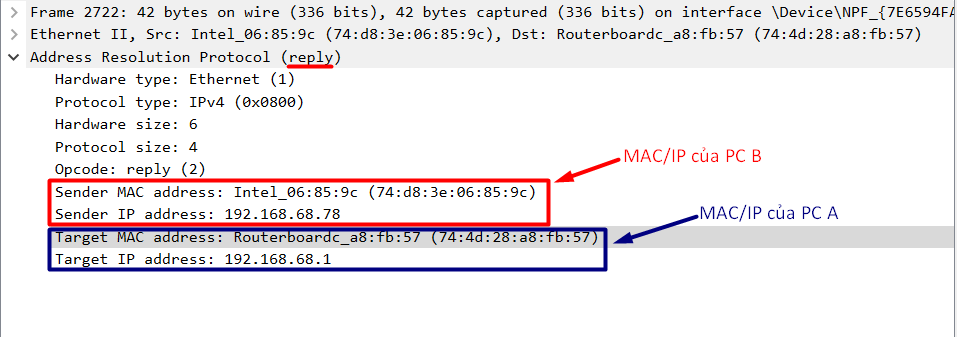 Frame 2722: 42 bytes on wire (336 bits), 42 bytes captured (336 bits) on interface \Device\NPF_{7E6594FA
Ethernet II, Src: Intel_06:85:9c (74:d8:3e:06:85:9c), Dst: Routerboardc_a8:fb:57 (74:4d:28:a8:fb:57)
Address Resolution Protocol (reply)
Hardware type: Ethernet (1)
Protocol type: IPv4 (0x0800)
Hardware size: 6
Protocol size: 4
Opcode: reply (2)
MAC/IP của PC B
Sender MAC address: Intel_06:85:9c (74:d8:3e:06:85:9c)
Sender IP address: 192.168.68.78
MAC/IP của PC A
Target MAC address: Routerboardc_a8:fb:57 (74:4d:28:a8:fb:57)
Target IP address: 192.168.68.1